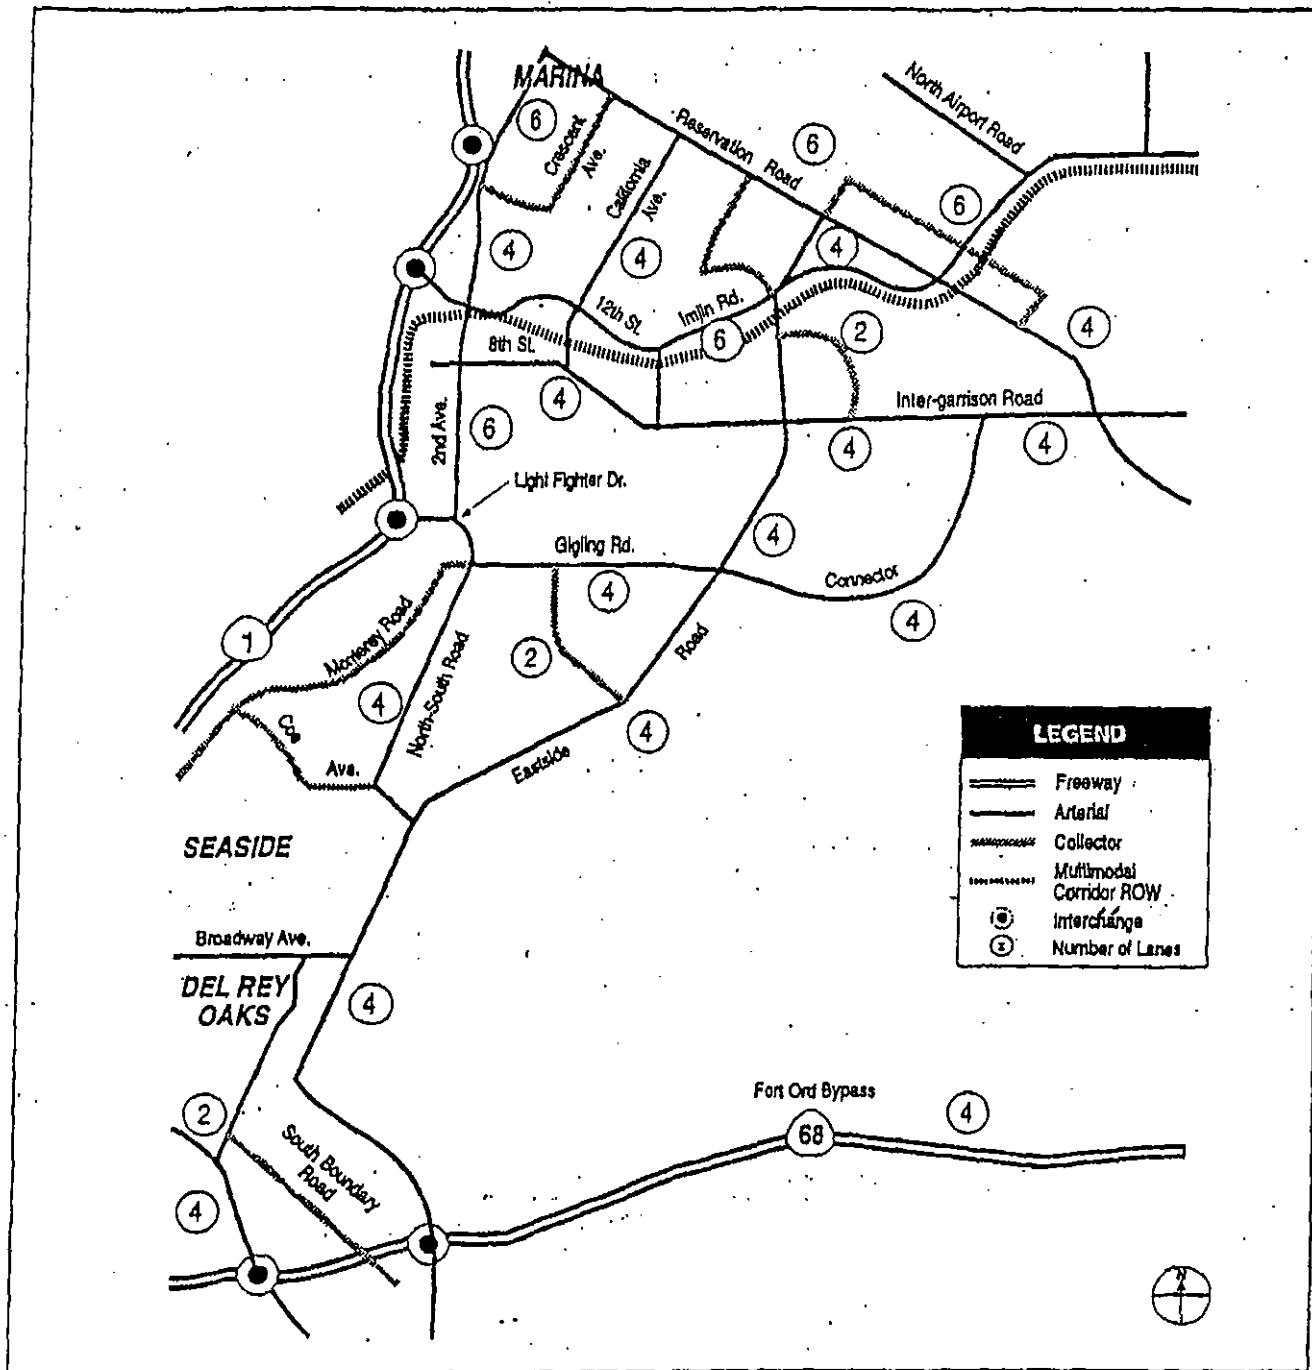 MARINA
6
Crescent
Ave.
California
Ave.
Reservation
Road
6
North Airport Road
6
4
4
4
12th St.
Imjin Rd.
6
2
4
8th St.
4
Inter-garrison Road
4
4
2nd Ave.
6
Light Fighter Dr.
Gigling Rd.
4
4
Connector
4
1
Monterey Road
4
North-South Road
2
Road
4
Coe
Ave.
Eastside
SEASIDE
Broadway Ave.
DEL REY
OAKS
4
2
South Boundary
Road
4
Fort Ord Bypass
68
4
LEGEND
Freeway
Arterial
Collector
Multimodal
Corridor ROW
Interchange
x
Number of Lanes
N